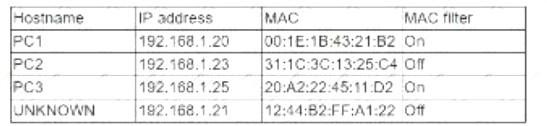 Hostname IP address MAC MAC filter
PC1 192.168.1.20 00:1E:1B:43:21:B2 On
PC2 192.168.1.23 31:1C:3C:13:25:C4 Off
PC3 192.168.1.25 20:A2:22:45:11:D2 On
UNKNOWN 192.168.1.21 12:44:B2:FF:A1:22 Off